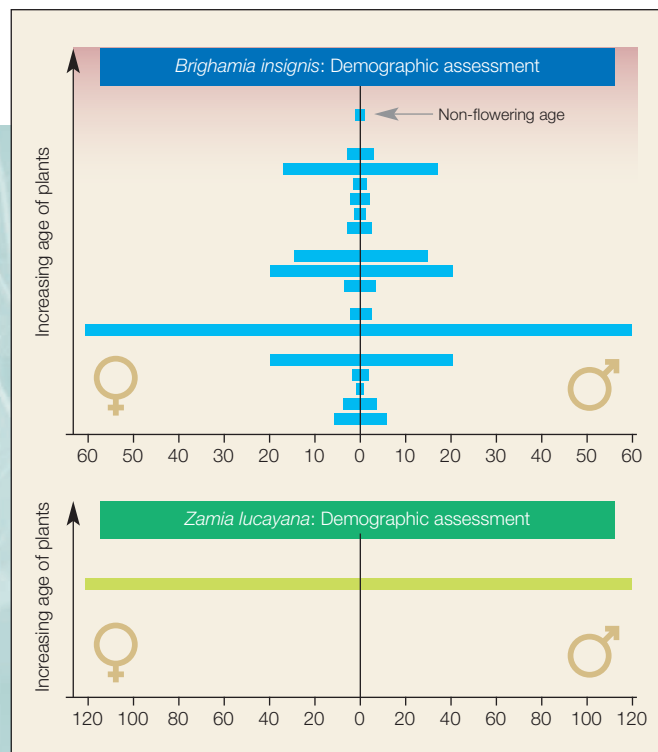 Brighamia insignis: Demographic assessment
Non-flowering age
Increasing age of plants
60 50 40 30 20 10 0 10 20 30 40 50 60
Zamia lucayana: Demographic assessment
Increasing age of plants
120 100 80 60 40 20 0 20 40 60 80 100 120